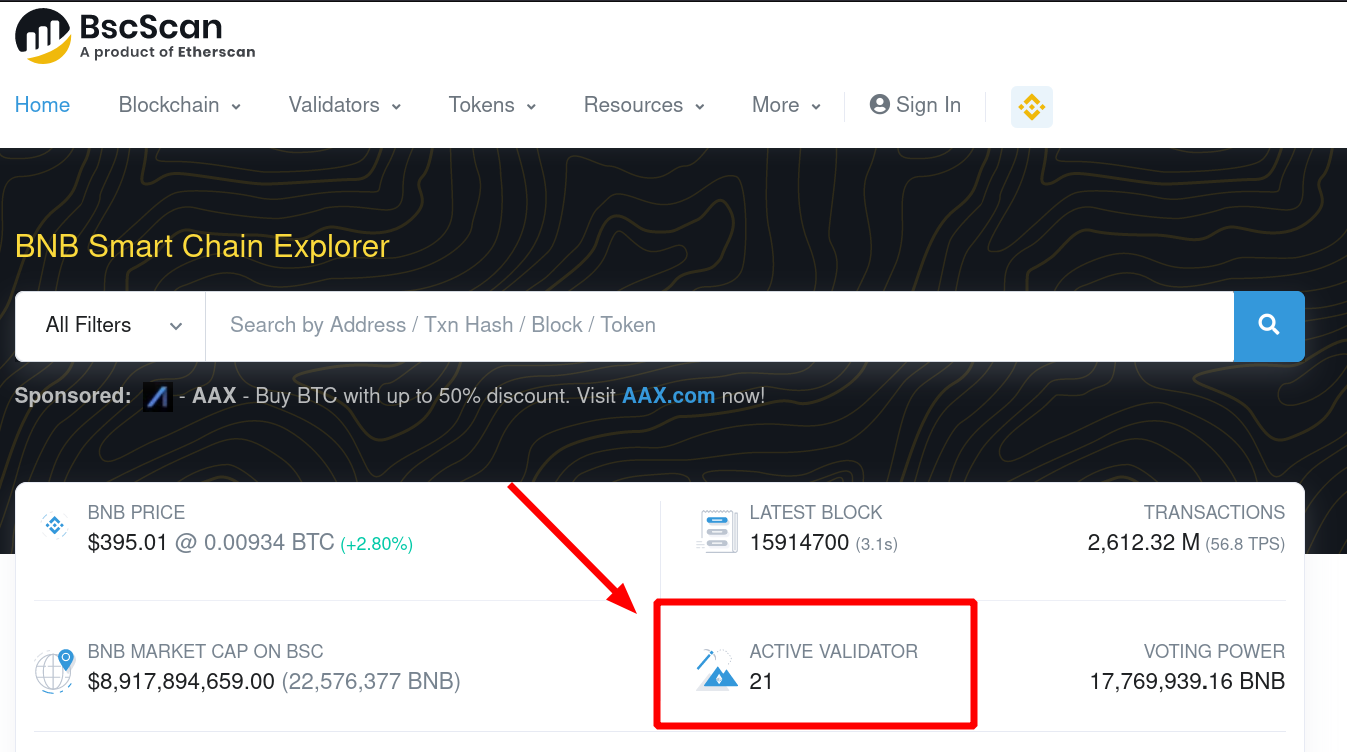 BscScan
A product of Etherscan
Home Blockchain Validators Tokens Resources More Sign In
BNB Smart Chain Explorer
All Filters Search by Address / Txn Hash / Block / Token
Sponsored: - AAX - Buy BTC with up to 50% discount. Visit AAX.com now!
BNB PRICE
$395.01 @ 0.00934 BTC (+2.80%)
LATEST BLOCK
15914700 (3.1s)
TRANSACTIONS
2,612.32 M (56.8 TPS)
BNB MARKET CAP ON BSC
$8,917,894,659.00 (22,576,377 BNB)
ACTIVE VALIDATOR
21
VOTING POWER
17,769,939.16 BNB